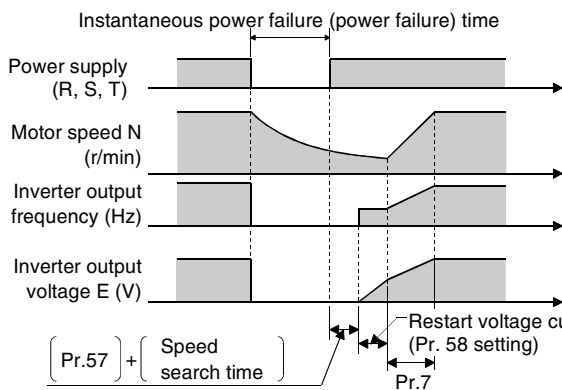 Instantaneous power failure (power failure) time
Power supply
(R, S, T)
Motor speed N
(r/min)
Inverter output
frequency (Hz)
Inverter output
voltage E (V)
Restart voltage cu
(Pr. 58 setting)
[Pr.57] + [Speed
search time]
Pr.7